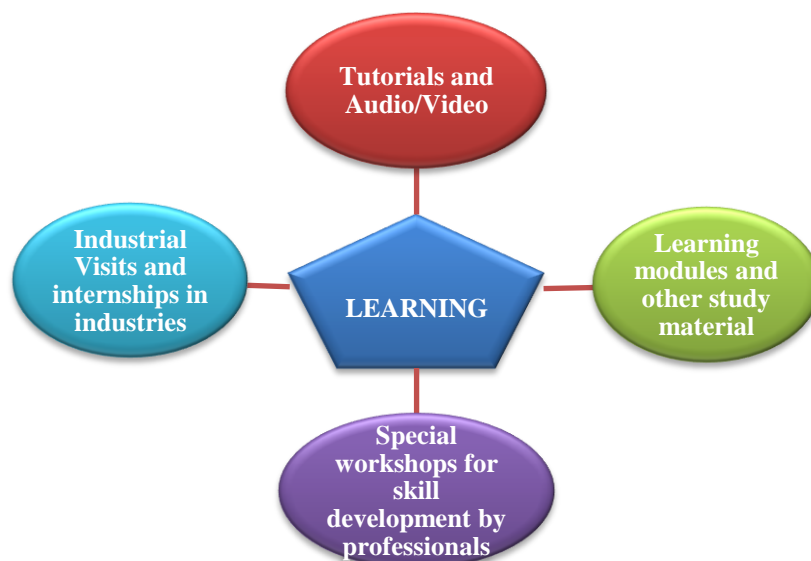 Tutorials and
Audio/Video
Industrial
Visits and
internships in
industries
LEARNING
Learning
modules and
other study
material
Special
workshops for
skill
development by
professionals